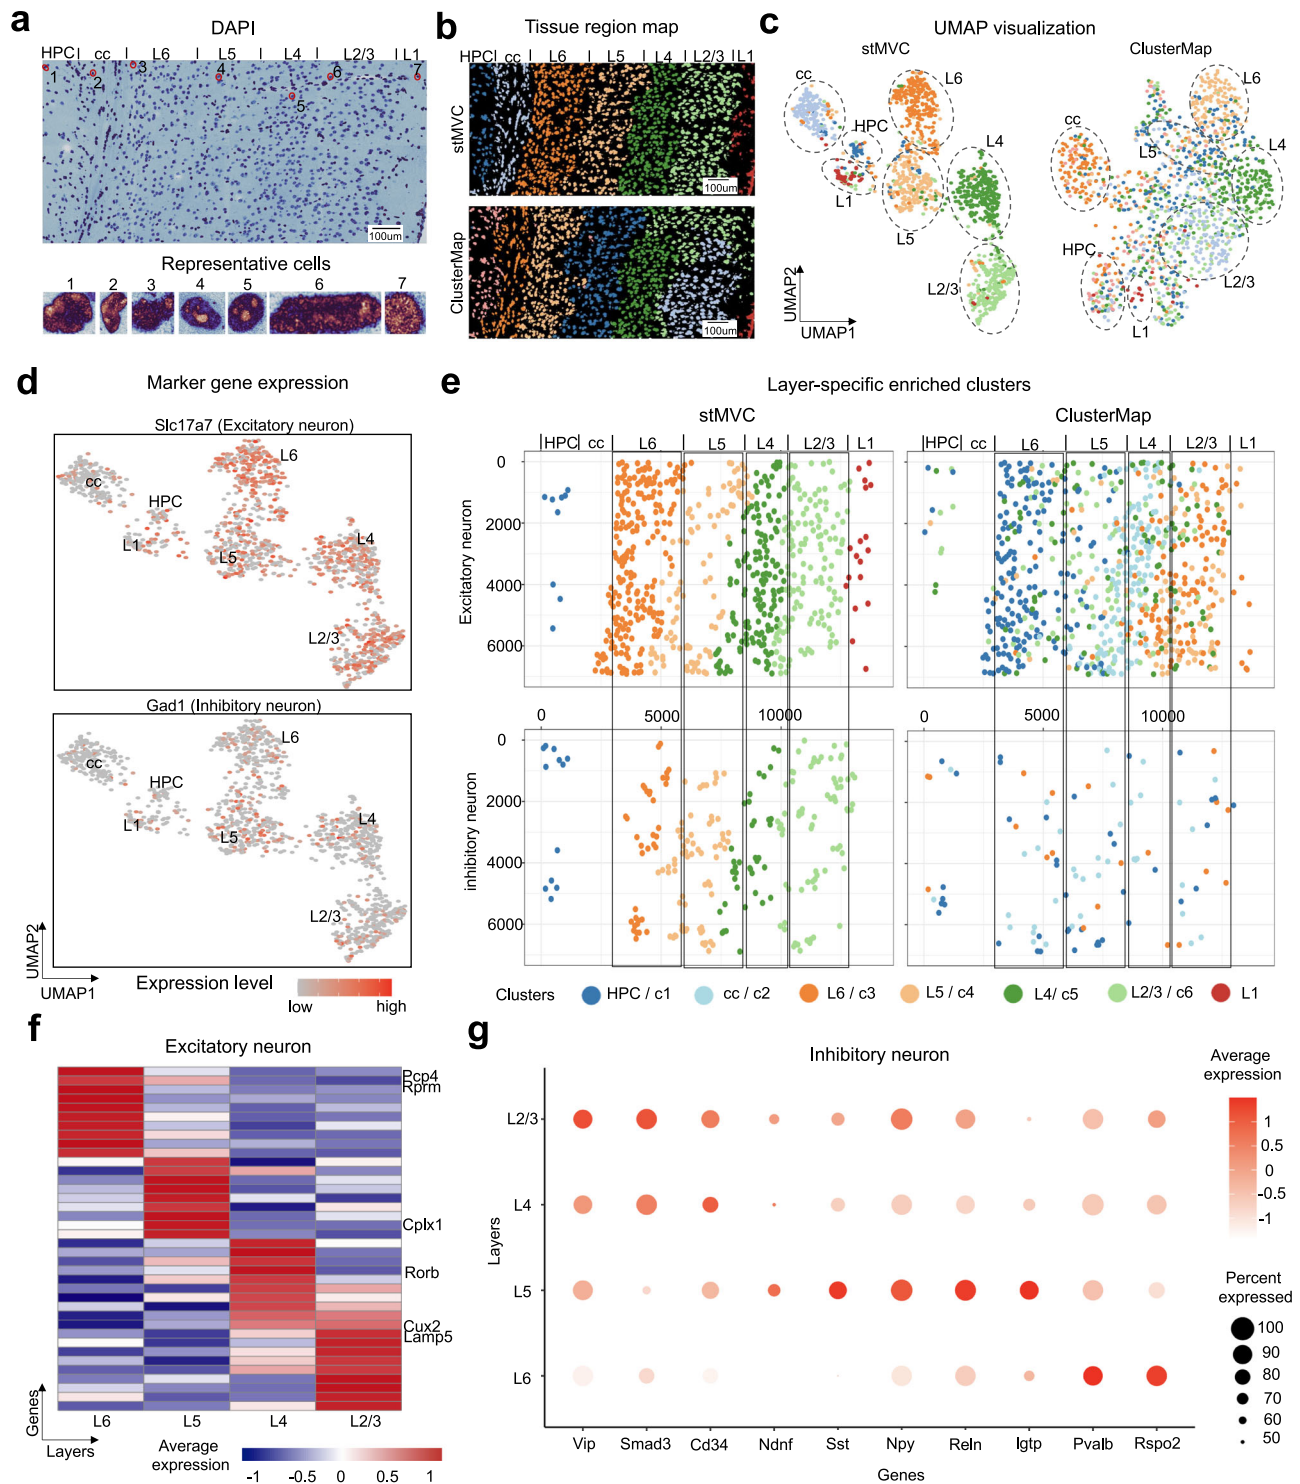 a
DAPI
HPC cc L6 L5 L4 L2/3 L1
1 2 3 4 5 6 7
100um
Representative cells
1 2 3 4 5 6 7
b
Tissue region map
HPC cc L6 L5 L4 L2/3 L1
stMVC
100um
ClusterMap
100um
c
UMAP visualization
stMVC ClusterMap
cc L6 HPC L4 L1 L5 L2/3
L6 cc L4 L5 HPC L2/3 L1
UMAP2
UMAP1
d
Marker gene expression
Slc17a7 (Excitatory neuron)
cc L6 HPC L1 L5 L4 L2/3
Gad1 (Inhibitory neuron)
cc L6 HPC L1 L5 L4 L2/3
UMAP2
UMAP1
Expression level
low high
e
Layer-specific enriched clusters
stMVC ClusterMap
HPC cc L6 L5 L4 L2/3 L1
HPC cc L6 L5 L4 L2/3 L1
Excitatory neuron
0
2000
4000
6000
0 5000 10000
0 5000 10000
inhibitory neuron
0
2000
4000
6000
Clusters HPC / c1 cc / c2 L6 / c3 L5 / c4 L4/ c5 L2/3 / c6 L1
f
Excitatory neuron
Pcp4
Rprm
Cplx1
Rorb
Cux2
Lamp5
Genes
L6 L5 L4 L2/3
Layers
Average
expression
-1 -0.5 0 0.5 1
g
Inhibitory neuron
Layers
L2/3
L4
L5
L6
Vip Smad3 Cd34 Ndnf Sst Npy Reln Igtp Pvalb Rspo2
Genes
Average
expression
1
0.5
0
-0.5
-1
Percent
expressed
100
90
80
70
60
50